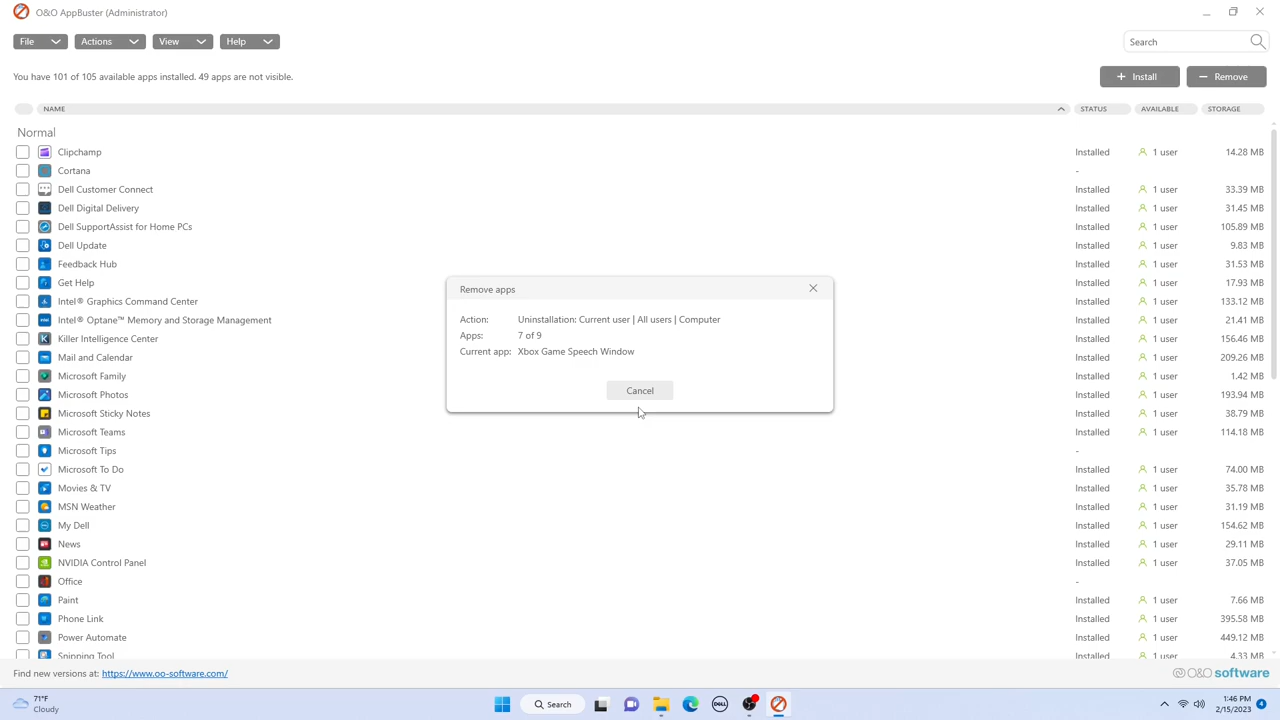 O&O AppBuster (Administrator)
File Actions View Help
Search
You have 101 of 105 available apps installed. 49 apps are not visible.
+ Install − Remove
NAME STATUS AVAILABLE STORAGE
Normal
Clipchamp Installed 1 user 14.28 MB
Cortana -
Dell Customer Connect Installed 1 user 33.39 MB
Dell Digital Delivery Installed 1 user 31.45 MB
Dell SupportAssist for Home PCs Installed 1 user 105.89 MB
Dell Update Installed 1 user 9.83 MB
Feedback Hub Installed 1 user 31.53 MB
Get Help Installed 1 user 17.93 MB
Intel® Graphics Command Center Installed 1 user 133.12 MB
Intel® Optane™ Memory and Storage Management Installed 1 user 21.41 MB
Killer Intelligence Center Installed 1 user 156.46 MB
Mail and Calendar Installed 1 user 209.26 MB
Microsoft Family Installed 1 user 1.42 MB
Microsoft Photos Installed 1 user 193.94 MB
Microsoft Sticky Notes Installed 1 user 38.79 MB
Microsoft Teams Installed 1 user 114.18 MB
Microsoft Tips -
Microsoft To Do Installed 1 user 74.00 MB
Movies & TV Installed 1 user 35.78 MB
MSN Weather Installed 1 user 31.19 MB
My Dell Installed 1 user 154.62 MB
News Installed 1 user 29.11 MB
NVIDIA Control Panel Installed 1 user 37.05 MB
Office -
Paint Installed 1 user 7.66 MB
Phone Link Installed 1 user 395.58 MB
Power Automate Installed 1 user 449.12 MB
Snipping Tool Installed 1 user 4.33 MB
Remove apps
Action: Uninstallation: Current user | All users | Computer
Apps: 7 of 9
Current app: Xbox Game Speech Window
Cancel
Find new versions at: https://www.oo-software.com/
O&O software
71°F
Cloudy
Search
DELL
1:46 PM
2/15/2023
4